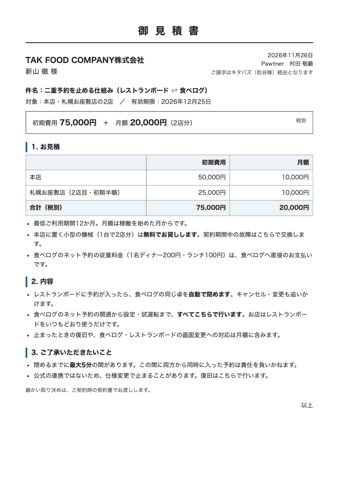 御見積書
TAK FOOD COMPANY株式会社
新山 徹 様
2026年11月26日
Pawtner 村田 敬顕
ご請求はキタバズ（松谷様）経由となります
件名：二重予約を止める仕組み（レストランボード ⇄ 食べログ）
対象：本店・札幌お座敷店の2店 ／ 有効期限：2026年12月25日
初期費用 75,000円 ＋ 月額 20,000円（2店分）
税別
1. お見積
初期費用 月額
本店 50,000円 10,000円
札幌お座敷店（2店目・初期半額） 25,000円 10,000円
合計（税別） 75,000円 20,000円
• 最低ご利用期間12か月。月額は稼働を始めた月からです。
• 本店に置く小型の機械（1台で2店分）は無料でお貸しします。契約期間中の故障はこちらで交換しま
す。
• 食べログのネット予約の従量料金（1名ディナー200円・ランチ100円）は、食べログへ直接のお支払い
です。
2. 内容
• レストランボードに予約が入ったら、食べログの同じ卓を自動で閉めます。キャンセル・変更も追いか
けます。
• 食べログのネット予約の開通から設定・試運転まで、すべてこちらで行います。お店はレストランボー
ドをいつもどおり使うだけです。
• 止まったときの復旧や、食べログ・レストランボードの画面変更への対応は月額に含みます。
3. ご了承いただきたいこと
• 閉めるまでに最大5分の間があります。この間に両方から同時に入った予約は責任を負いかねます。
• 公式の連携ではないため、仕様変更で止まることがあります。復旧はこちらで行います。
細かい取り決めは、ご契約時の契約書でお渡しします。
以上